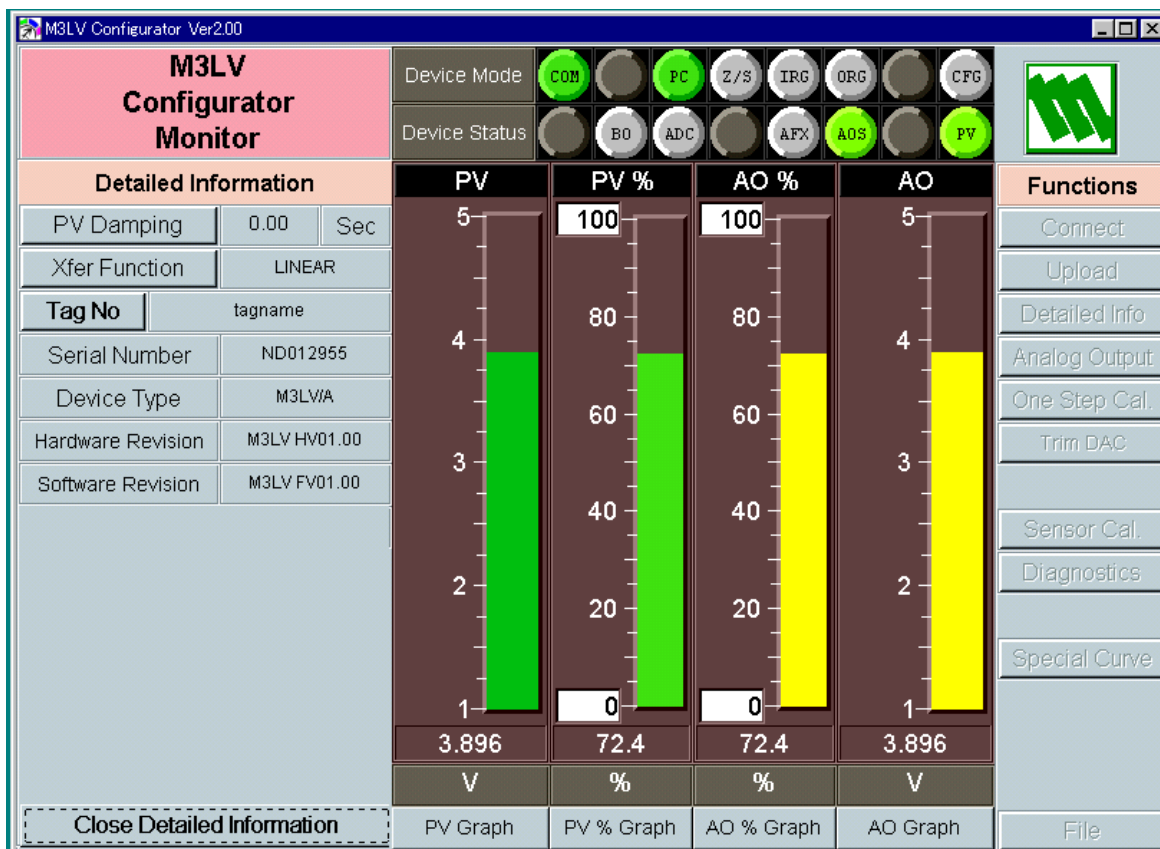 M3LV Configurator Ver2.00
M3LV
Configurator
Monitor
Device Mode
COM
PC
Z/S
IRG
ORG
CFG
Device Status
BO
ADC
AFX
AOS
PV
Detailed Information
PV Damping
0.00
Sec
Xfer Function
LINEAR
Tag No
tagname
Serial Number
ND012955
Device Type
M3LV/A
Hardware Revision
M3LV HV01.00
Software Revision
M3LV FV01.00
Close Detailed Information
PV
5
4
3
2
1
3.896
V
PV Graph
PV %
100
80
60
40
20
0
72.4
%
PV % Graph
AO %
100
80
60
40
20
0
72.4
%
AO % Graph
AO
5
4
3
2
1
3.896
V
AO Graph
Functions
Connect
Upload
Detailed Info
Analog Output
One Step Cal.
Trim DAC
Sensor Cal.
Diagnostics
Special Curve
File